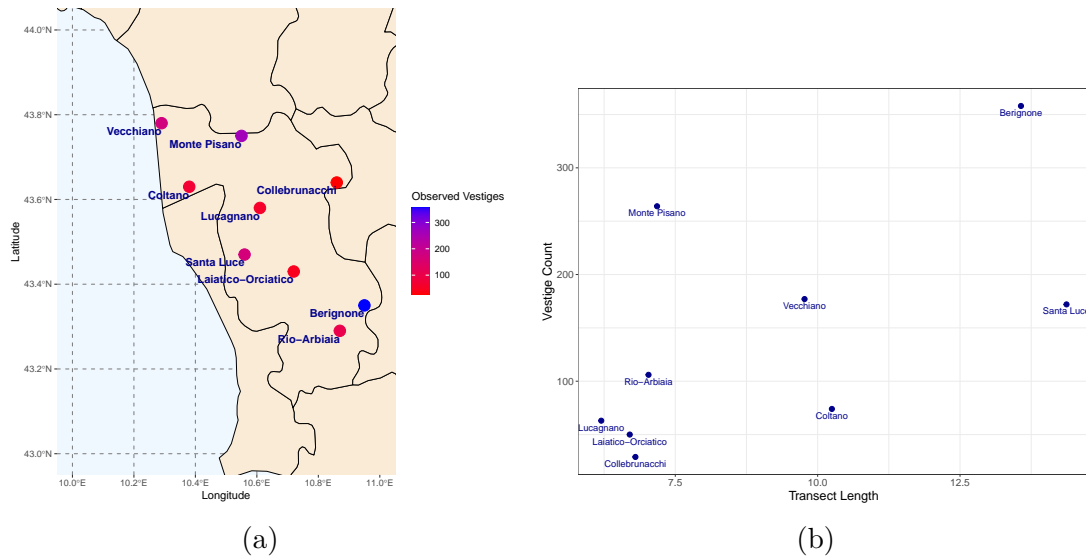 44.0°N
43.8°N
43.6°N
43.4°N
43.2°N
43.0°N
Latitude
10.0°E 10.2°E 10.4°E 10.6°E 10.8°E 11.0°E
Longitude
Vecchiano
Monte Pisano
Coltano
Collebrunacchi
Lucagnano
Santa Luce
Laiatico−Orciatico
Berignone
Rio−Arbiaia
Observed Vestiges
300
200
100
(a)
Vestige Count
300
200
100
Berignone
Monte Pisano
Vecchiano
Santa Luce
Rio−Arbiaia
Coltano
Lucagnano
Laiatico−Orciatico
Collebrunacchi
7.5 10.0 12.5
Transect Length
(b)